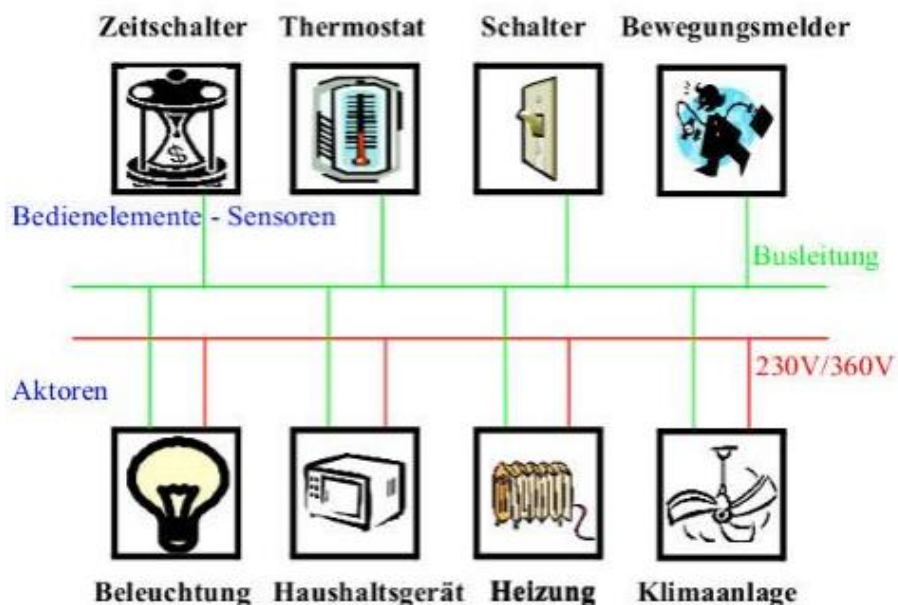 Zeitschalter Thermostat Schalter Bewegungsmelder
$
Bedienelemente - Sensoren
Busleitung
230V/360V
Aktoren
Beleuchtung Haushaltsgerät Heizung Klimaanlage